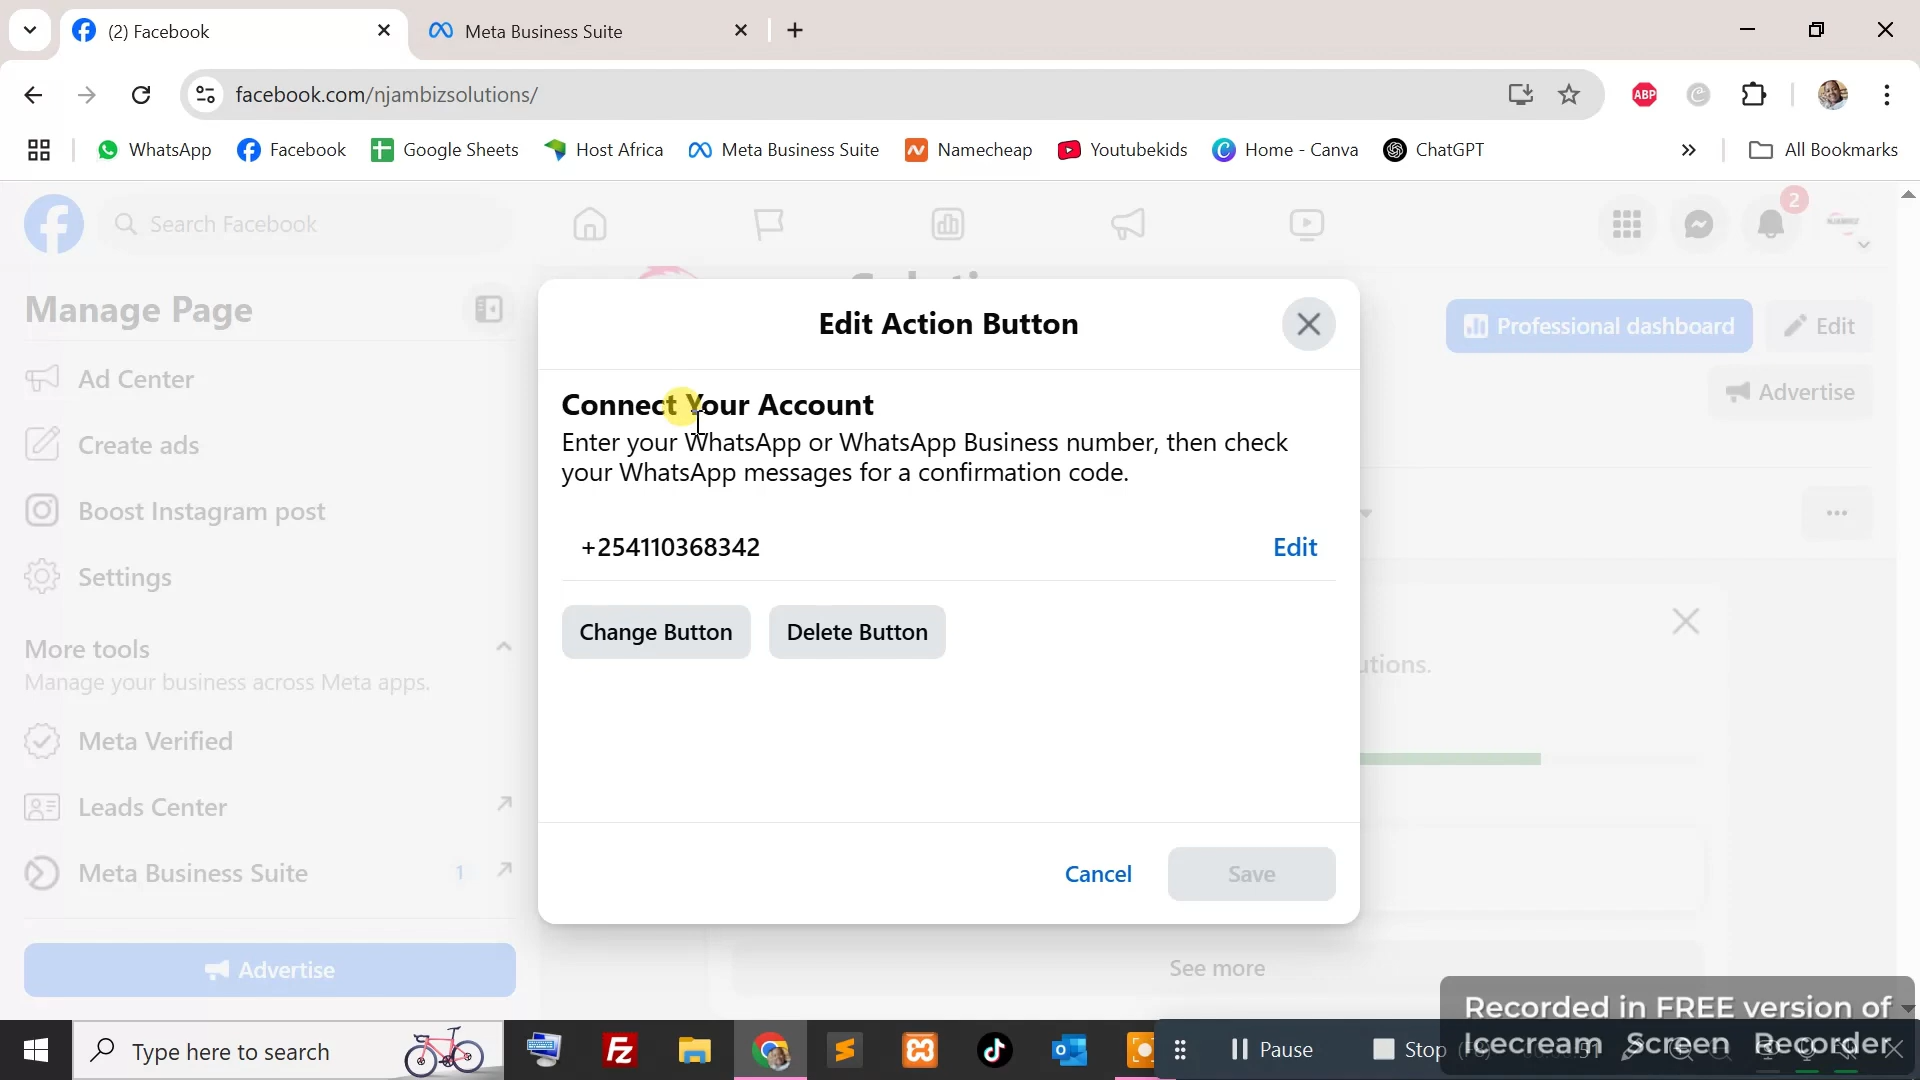 (2) Facebook
Meta Business Suite
facebook.com/njambizsolutions/
ABP
WhatsApp
Facebook
Google Sheets
Host Africa
Meta Business Suite
Namecheap
Youtubekids
Home - Canva
ChatGPT
All Bookmarks
Search Facebook
2
Manage Page
Professional dashboard
Edit
Advertise
Ad Center
Create ads
Boost Instagram post
Settings
More tools
Manage your business across Meta apps.
Meta Verified
Leads Center
Meta Business Suite
1
Advertise
Edit Action Button
Connect Your Account
Enter your WhatsApp or WhatsApp Business number, then check
your WhatsApp messages for a confirmation code.
+254110368342
Edit
Change Button
Delete Button
utions.
Cancel
Save
See more
Recorded in FREE version of
Icecream Screen Recorder
Type here to search
Pause
Stop